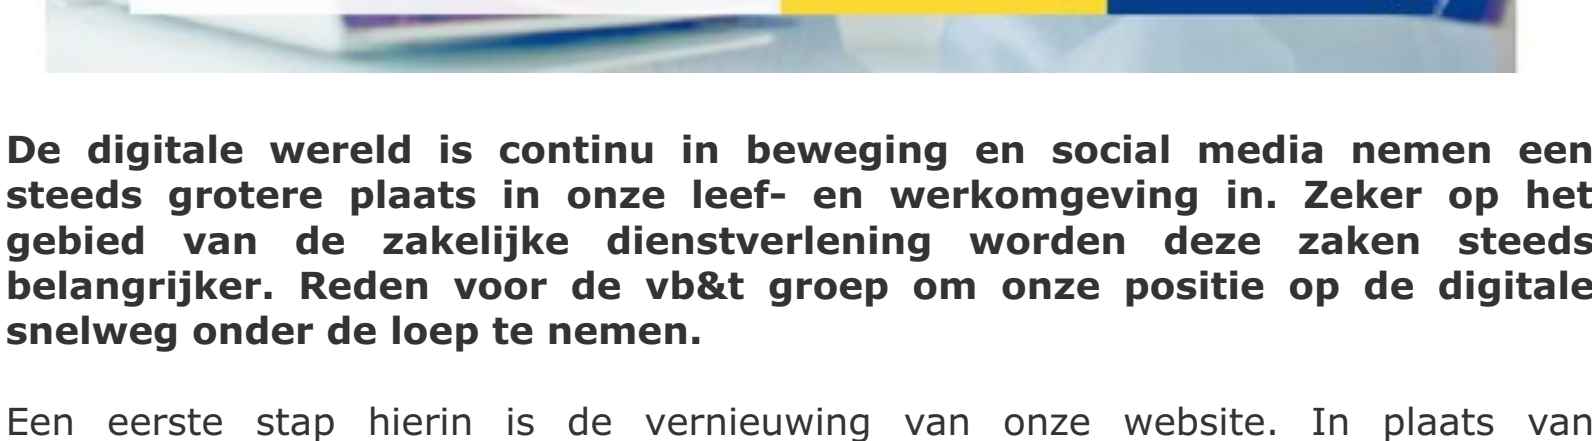 De digitale wereld is continu in beweging en social media nemen een
steeds grotere plaats in onze leef- en werkomgeving in. Zeker op het
gebied van de zakelijke dienstverlening worden deze zaken steeds
belangrijker. Reden voor de vb&t groep om onze positie op de digitale
snelweg onder de loep te nemen.
Een eerste stap hierin is de vernieuwing van onze website. In plaats van